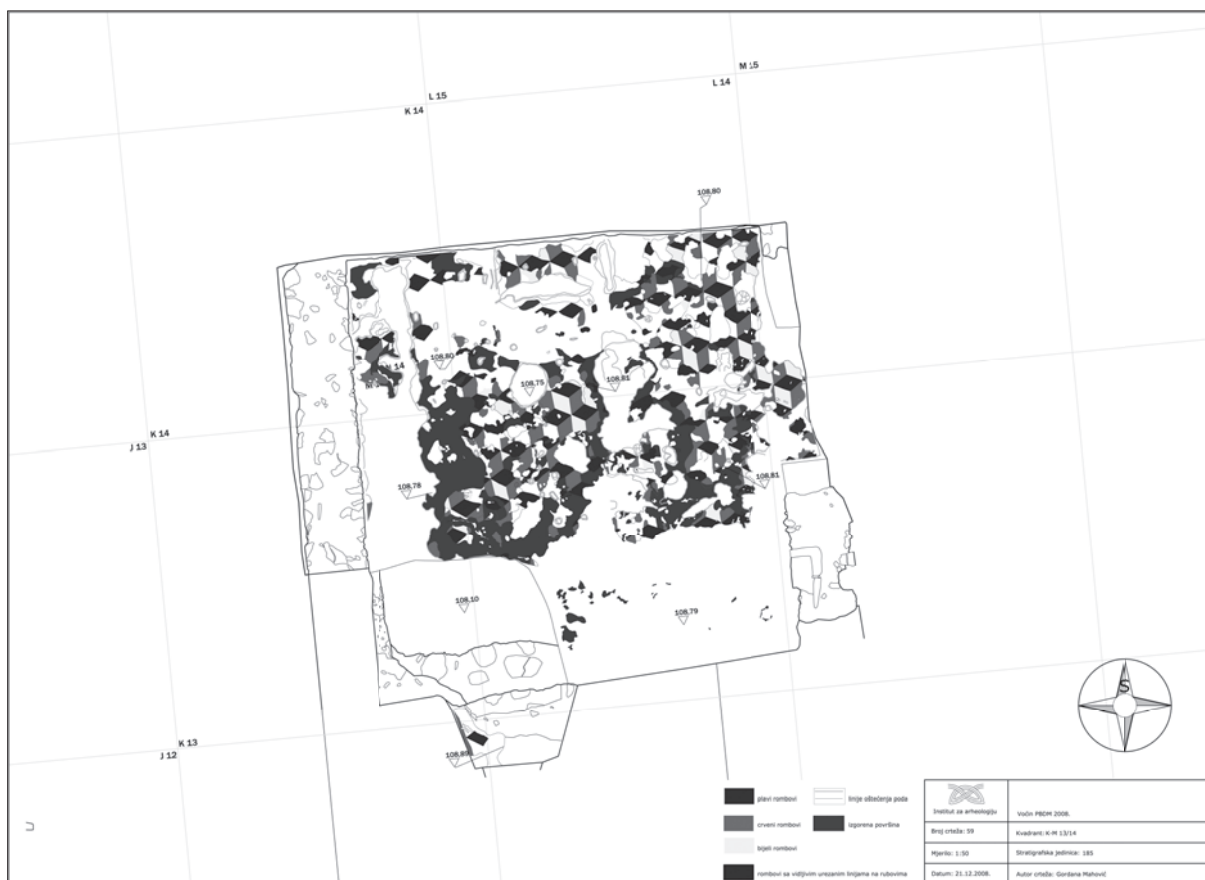 M 15
L 15
L 14
K 14
108,80
108,80
14
108,75
108,81
K 14
J 13
108,81
108,78
108,10
108,79
K 13
J 12
108,89
S
plavi rombovi
linije oštećenja poda
crveni rombovi
izgorena površina
bijeli rombovi
rombovi sa vidljivim urezanim linijama na rubovima
Institut za arheologiju
Voćin PBDM 2008.
Broj crteža: 59
Kvadrant: K-M 13/14
Mjerilo: 1:50
Stratigrafska jedinica: 185
Datum: 21.12.2008.
Autor crteža: Gordana Mahović